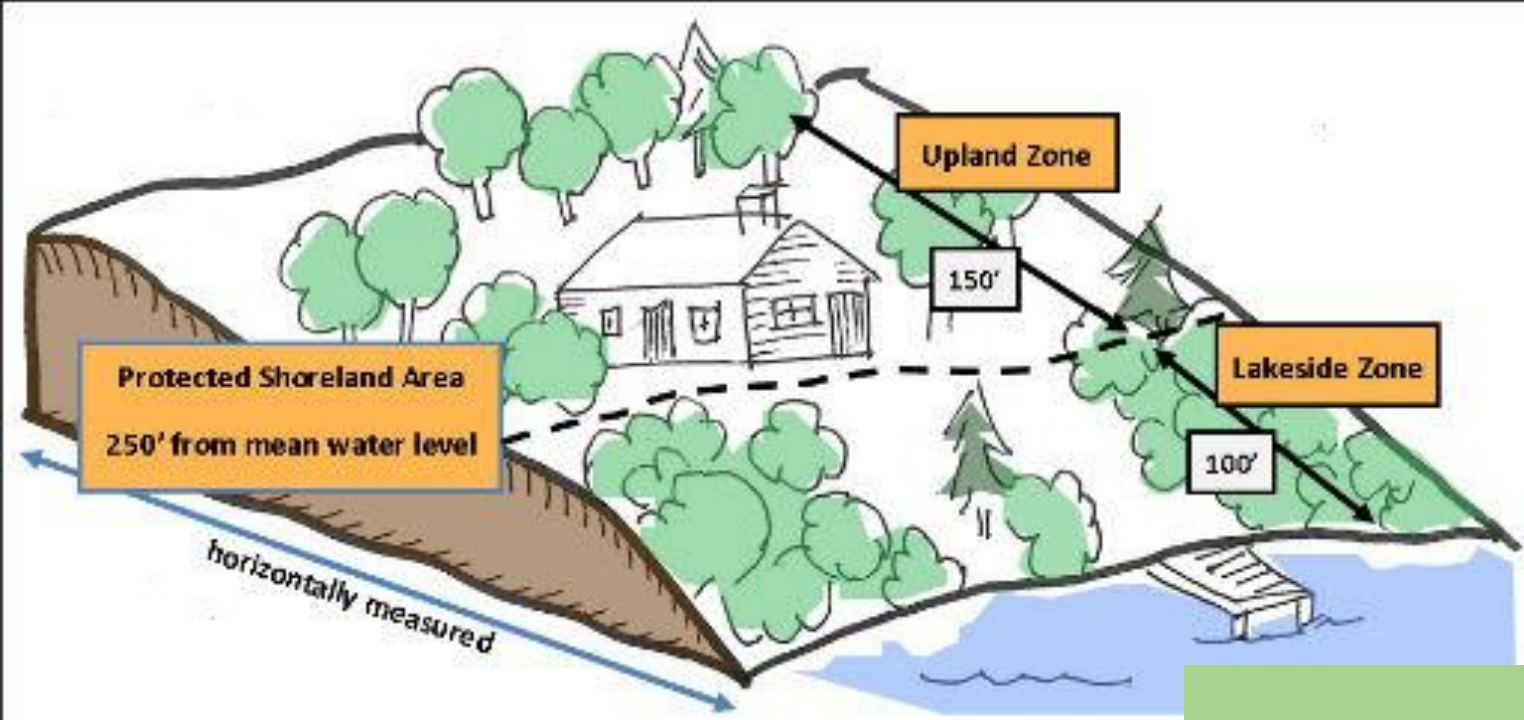 Upland Zone
150'
Protected Shoreland Area
250' from mean water level
Lakeside Zone
100'
horizontally measured